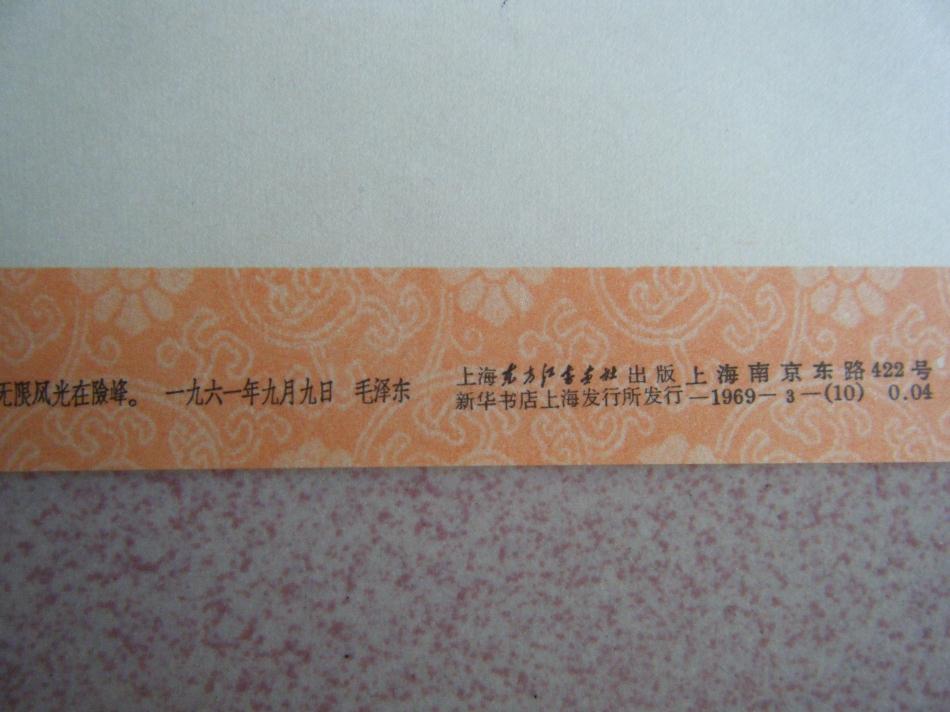 无限风光在险峰。 一九六一年九月九日 毛泽东
上海东方红书画社出版 上海南京东路422号
新华书店上海发行所发行—1969—3—(10) 0.04